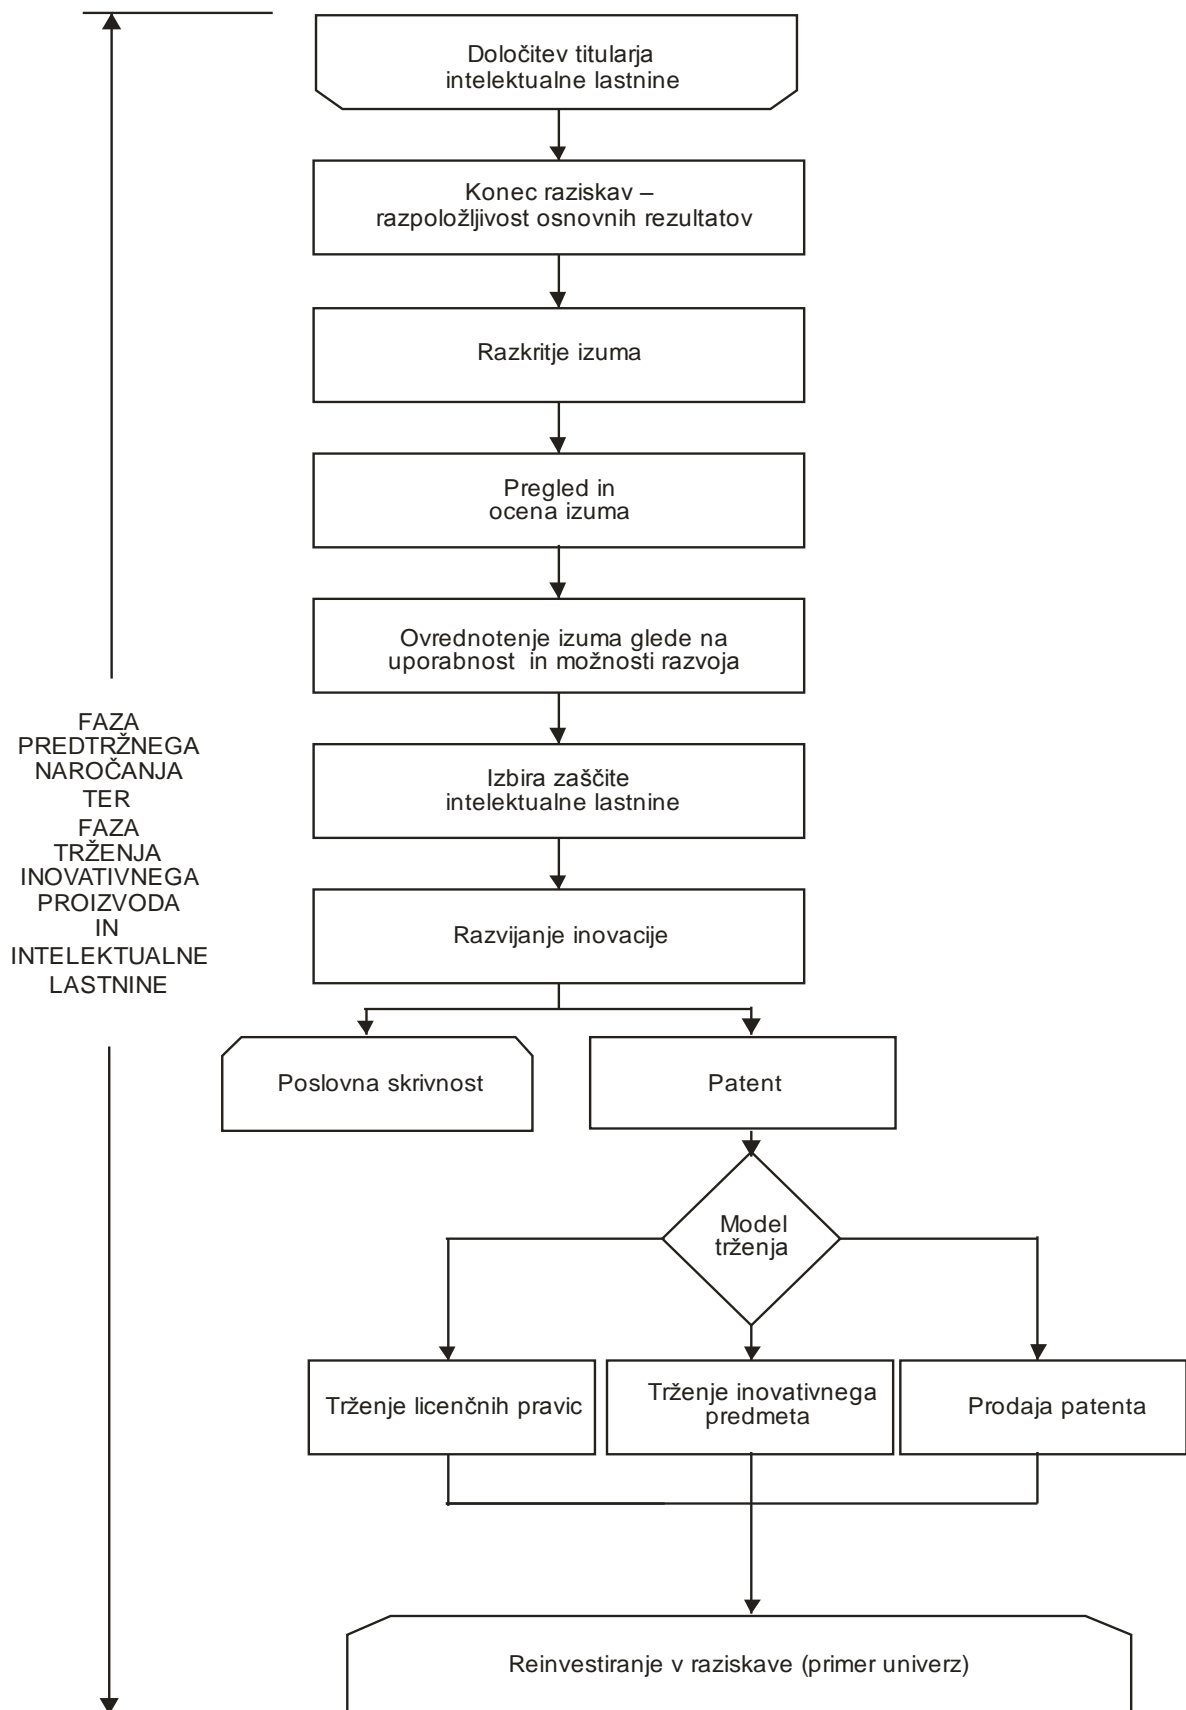 Določitev titularja
intelektualne lastnine
Konec raziskav –
razpoložljivost osnovnih rezultatov
Razkritje izuma
Pregled in
ocena izuma
Ovrednotenje izuma glede na
uporabnost in možnosti razvoja
Izbira zaščite
intelektualne lastnine
FAZA
PREDTRŽNEGA
NAROČANJA
TER
FAZA
TRŽENJA
INOVATIVNEGA
PROIZVODA
IN
INTELEKTUALNE
LASTNINE
Razvijanje inovacije
Poslovna skrivnost
Patent
Model
trženja
Trženje licenčnih pravic
Trženje inovativnega
predmeta
Prodaja patenta
Reinvestiranje v raziskave (primer univerz)